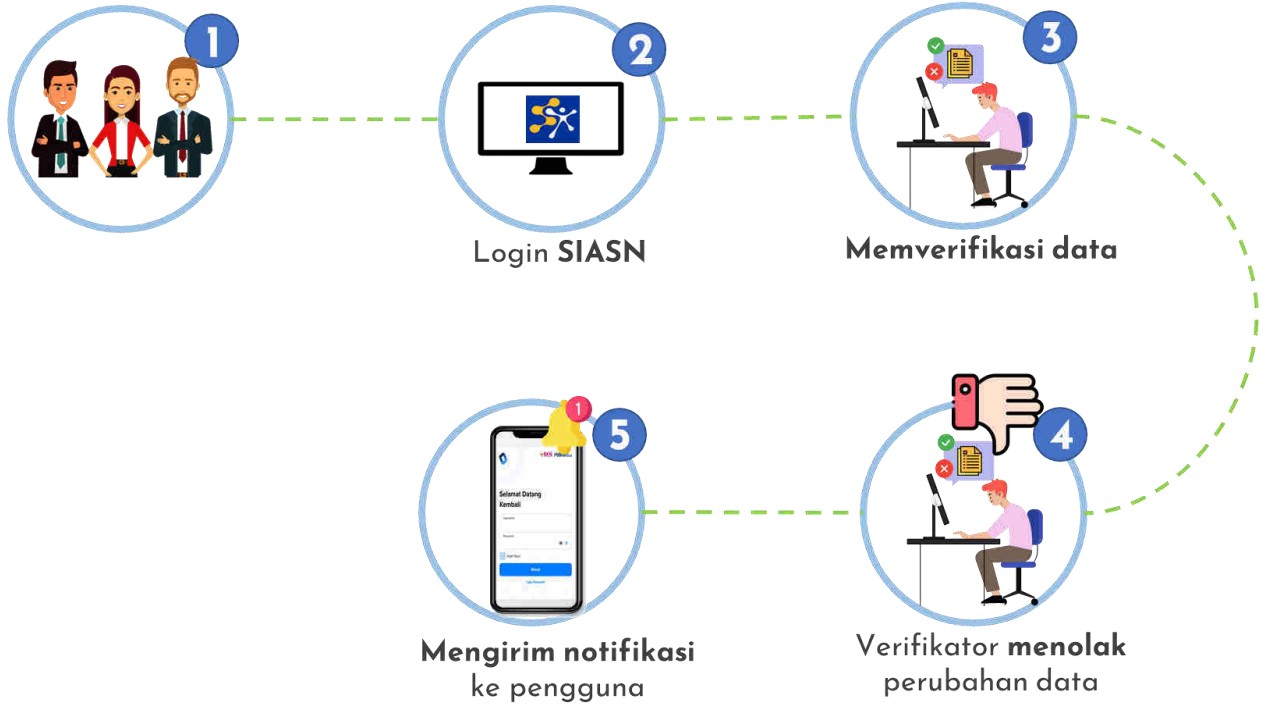 1
2
3
Login SIASN
Memverifikasi data
4
Verifikator menolak
perubahan data
1
5
Selamat Datang
Kembali
Mengirim notifikasi
ke pengguna